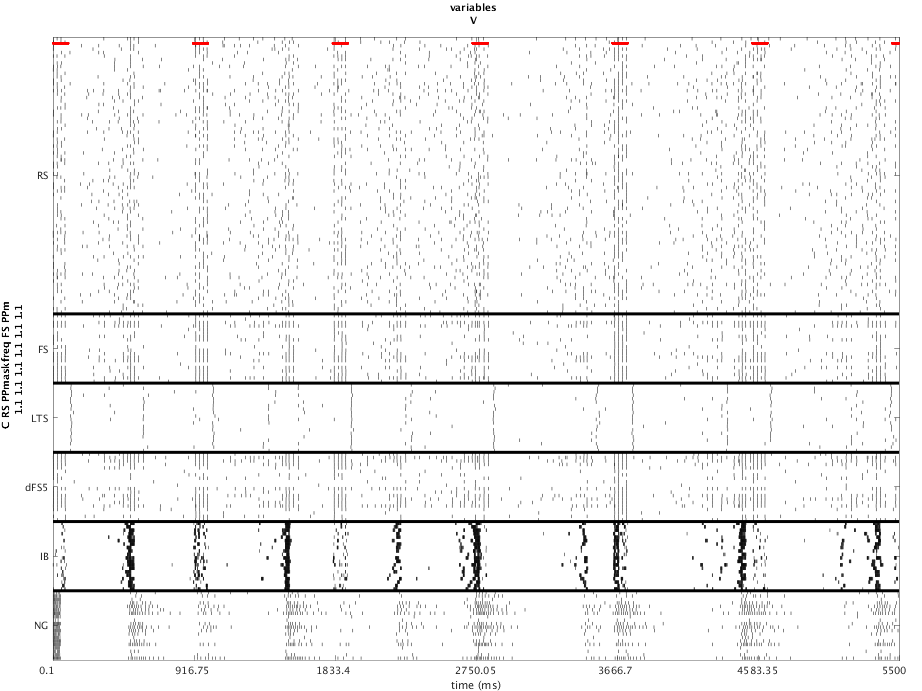 variables
V
C RS PPmaskfreq FS PPm
1.1 1.1 1.1 1.1 1.1 1.1
RS
FS
LTS
dFS5
IB
NG
0.1 916.75 1833.4 2750.05 3666.7 4583.35 5500
time (ms)